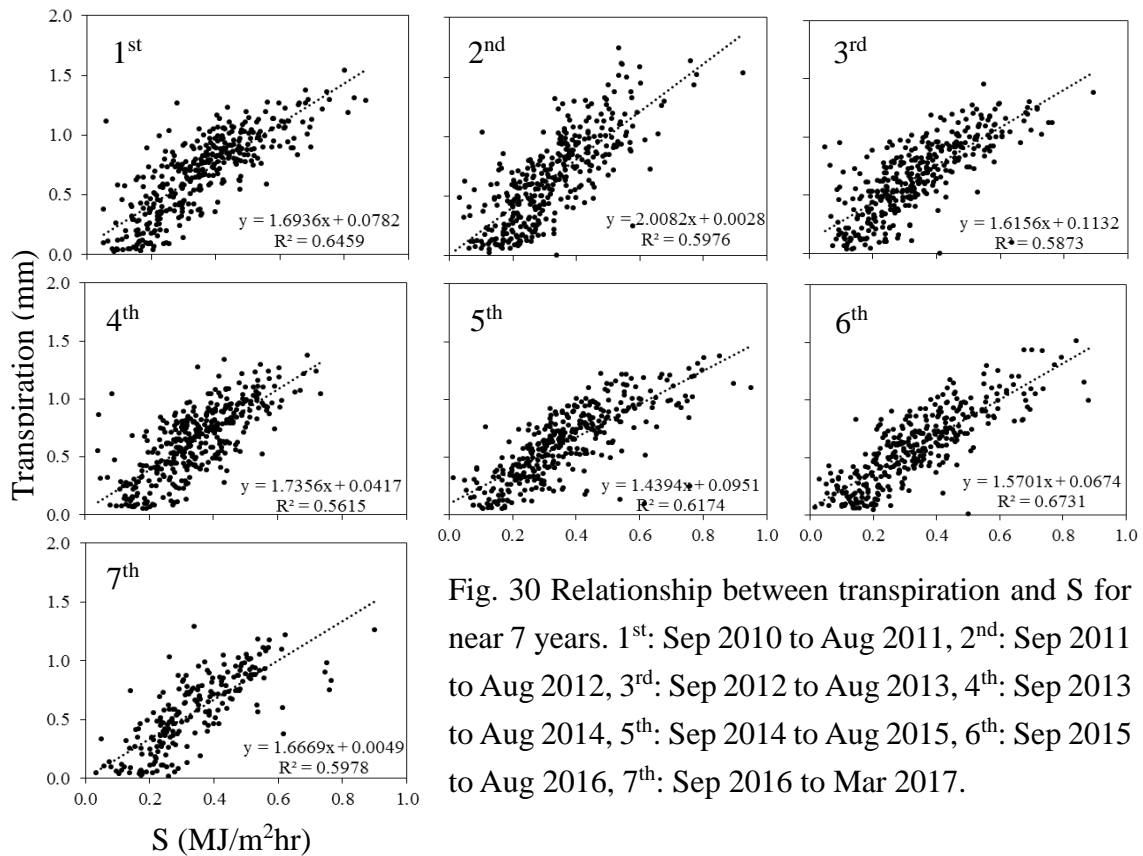 2.0
1st
2nd
3rd
1.5
1.0
0.5
0.0
y = 1.6936x + 0.0782
R² = 0.6459
y = 2.0082x + 0.0028
R² = 0.5976
y = 1.6156x + 0.1132
R² = 0.5873
Transpiration (mm)
2.0
4th
5th
6th
1.5
1.0
0.5
0.0
y = 1.7356x + 0.0417
R² = 0.5615
y = 1.4394x + 0.0951
R² = 0.6174
y = 1.5701x + 0.0674
R² = 0.6731
0.0 0.2 0.4 0.6 0.8 1.0
0.0 0.2 0.4 0.6 0.8 1.0
2.0
7th
1.5
1.0
0.5
0.0
y = 1.6669x + 0.0049
R² = 0.5978
0.0 0.2 0.4 0.6 0.8 1.0
S (MJ/m²hr)
Fig. 30 Relationship between transpiration and S for
near 7 years. 1st: Sep 2010 to Aug 2011, 2nd: Sep 2011
to Aug 2012, 3rd: Sep 2012 to Aug 2013, 4th: Sep 2013
to Aug 2014, 5th: Sep 2014 to Aug 2015, 6th: Sep 2015
to Aug 2016, 7th: Sep 2016 to Mar 2017.